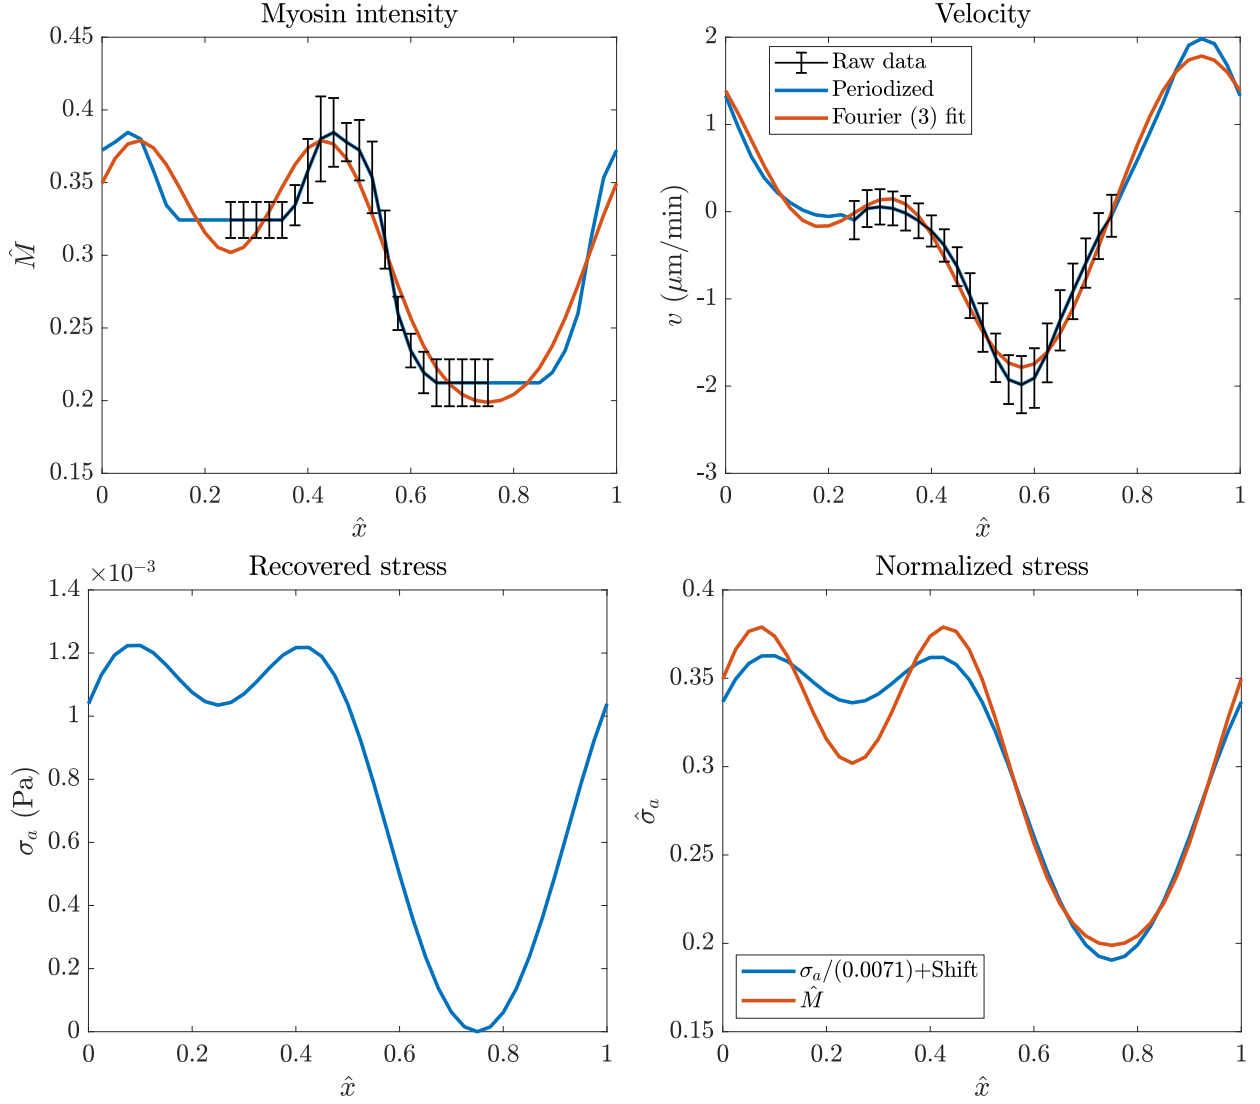 Myosin intensity
0.45
0.4
0.35
0.3
0.25
0.2
0.15
M̂
0 0.2 0.4 0.6 0.8 1
x̂
Velocity
2
1
0
-1
-2
-3
v (μm/min)
Raw data
Periodized
Fourier (3) fit
0 0.2 0.4 0.6 0.8 1
x̂
Recovered stress
×10⁻³
1.4
1.2
1
0.8
0.6
0.4
0.2
0
σₐ (Pa)
0 0.2 0.4 0.6 0.8 1
x̂
Normalized stress
0.4
0.35
0.3
0.25
0.2
0.15
σ̂ₐ
σₐ/(0.0071)+Shift
M̂
0 0.2 0.4 0.6 0.8 1
x̂